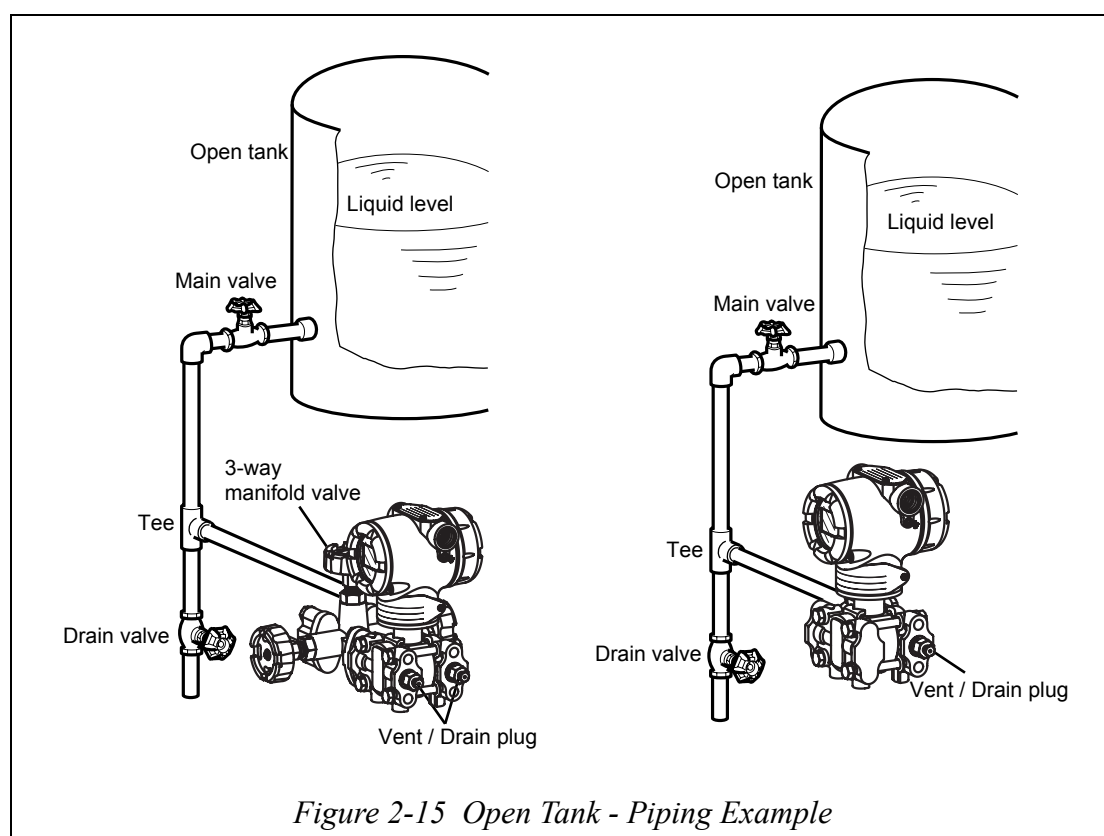 Open tank
Liquid level
Main valve
3-way
manifold valve
Tee
Drain valve
Vent / Drain plug
Open tank
Liquid level
Main valve
Tee
Drain valve
Vent / Drain plug
Figure 2-15 Open Tank - Piping Example